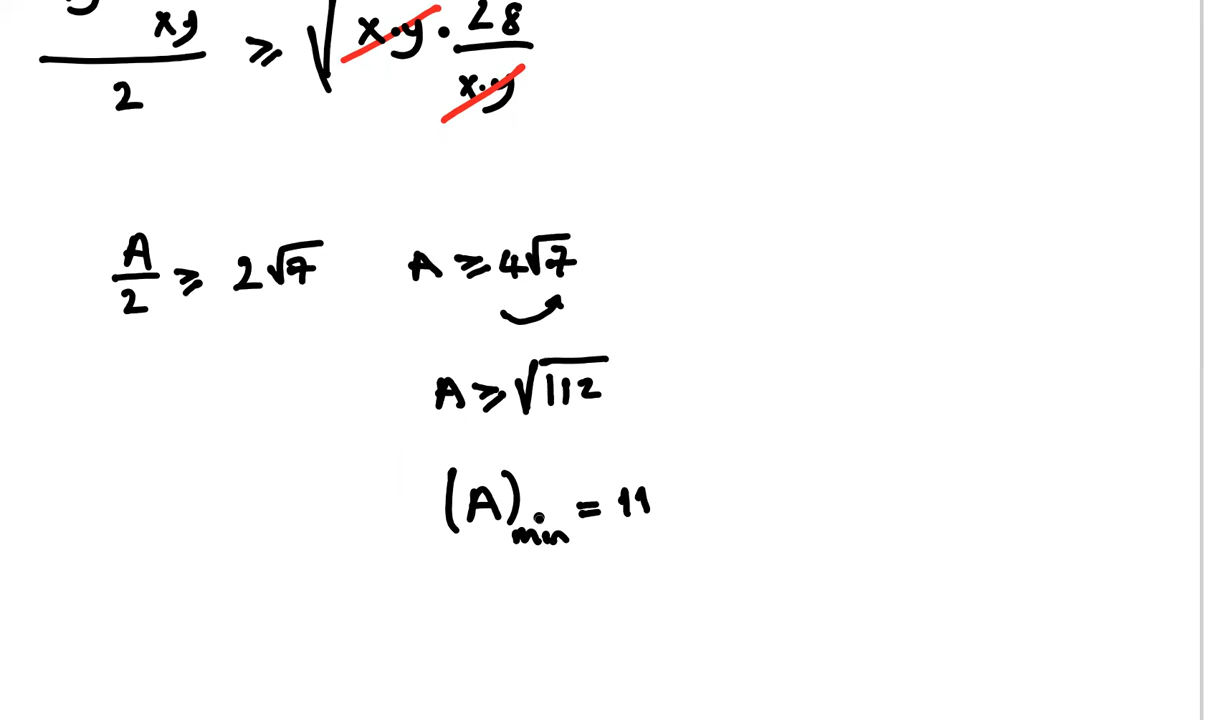 xy / 2 ≥ √(x·y · 28 / x·y)
A/2 ≥ 2√7 A ≥ 4√7
A ≥ √112
(A)min = 11